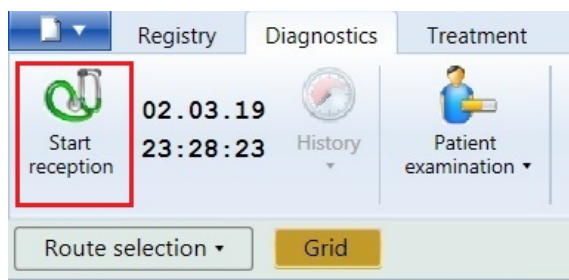 Registry Diagnostics Treatment
Start reception
02.03.19
23:28:23
History
Patient examination
Route selection
Grid